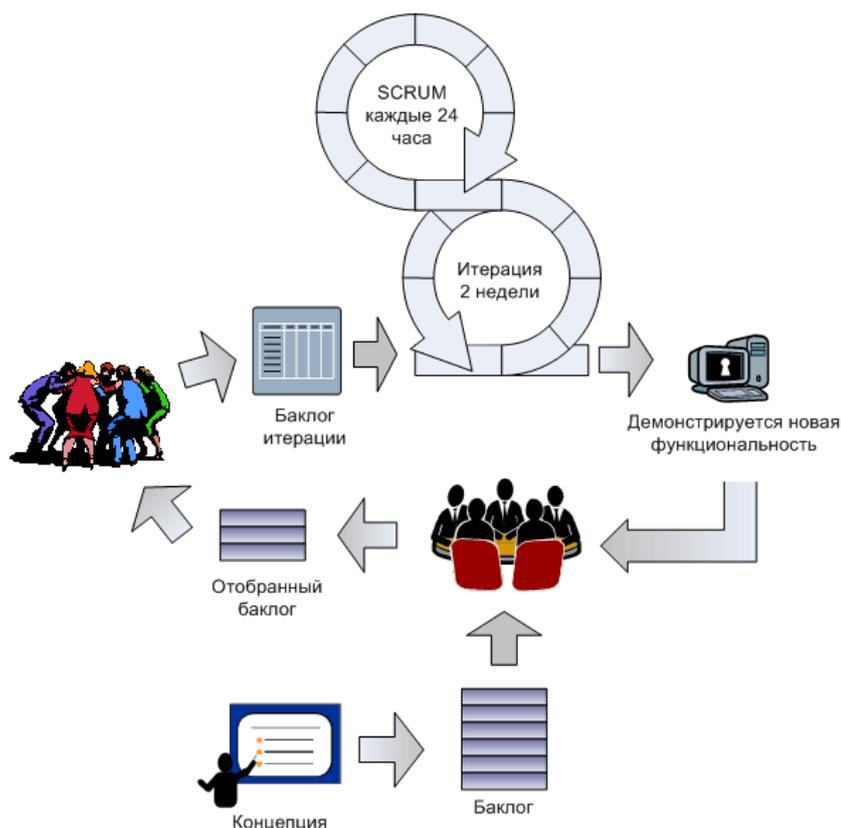 SCRUM
каждые 24
часа
Итерация
2 недели
Баклог
итерации
Демонстрируется новая
функциональность
Отобранный
баклог
Концепция
Баклог